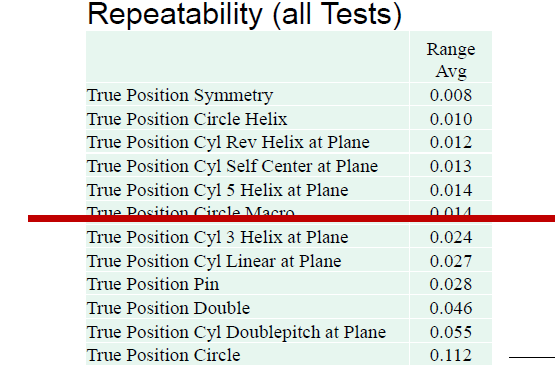 Repeatability (all Tests)
Range
Avg
True Position Symmetry 0.008
True Position Circle Helix 0.010
True Position Cyl Rev Helix at Plane 0.012
True Position Cyl Self Center at Plane 0.013
True Position Cyl 5 Helix at Plane 0.014
True Position Circle Macro 0.014
True Position Cyl 3 Helix at Plane 0.024
True Position Cyl Linear at Plane 0.027
True Position Pin 0.028
True Position Double 0.046
True Position Cyl Doublepitch at Plane 0.055
True Position Circle 0.112